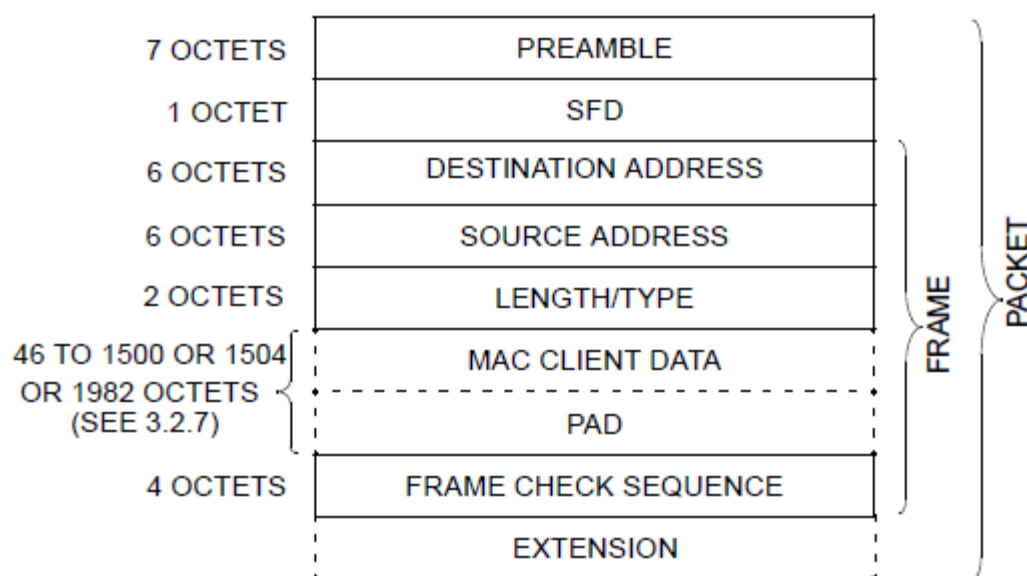 7 OCTETS
PREAMBLE
1 OCTET
SFD
6 OCTETS
DESTINATION ADDRESS
6 OCTETS
SOURCE ADDRESS
2 OCTETS
LENGTH/TYPE
46 TO 1500 OR 1504
OR 1982 OCTETS
(SEE 3.2.7)
MAC CLIENT DATA
PAD
4 OCTETS
FRAME CHECK SEQUENCE
EXTENSION
FRAME
PACKET